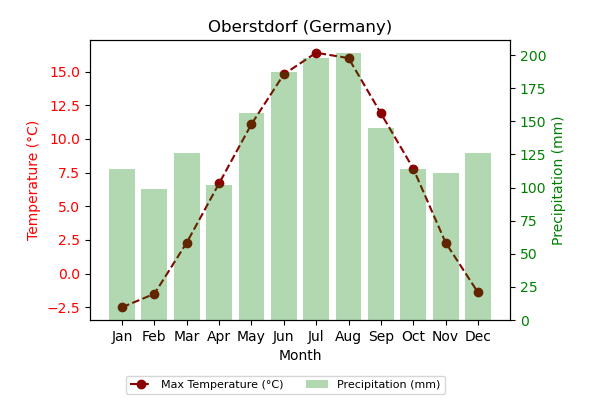 Oberstdorf (Germany)
15.0
12.5
10.0
7.5
5.0
2.5
0.0
−2.5
Temperature (°C)
200
175
150
125
100
75
50
25
0
Precipitation (mm)
Jan Feb Mar Apr May Jun Jul Aug Sep Oct Nov Dec
Month
Max Temperature (°C) Precipitation (mm)